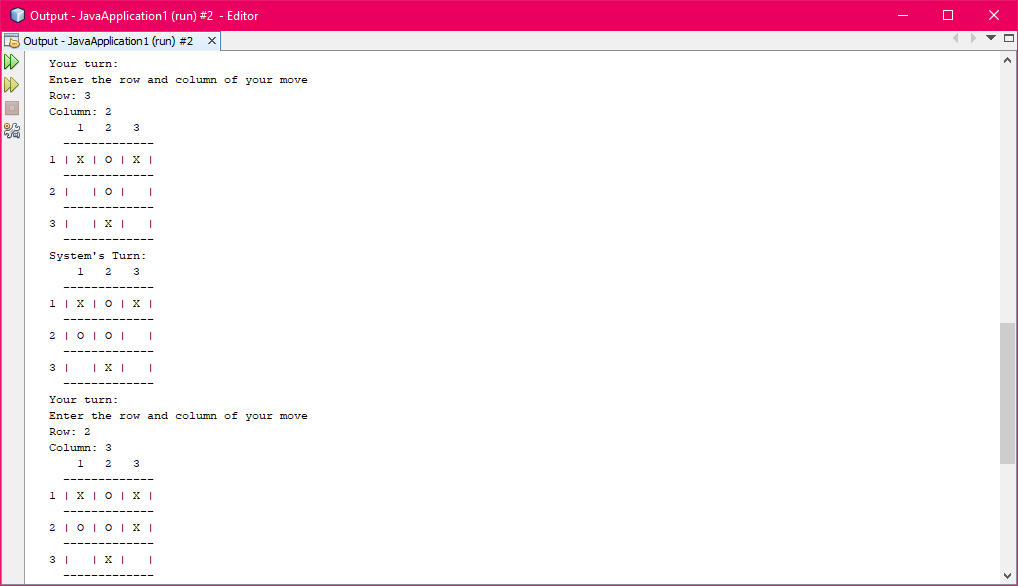 Output - JavaApplication1 (run) #2 - Editor
Output - JavaApplication1 (run) #2
Your turn:
Enter the row and column of your move
Row: 3
Column: 2
    1   2   3
  -------------
1 | X | O | X |
  -------------
2 |   | O |   |
  -------------
3 |   | X |   |
  -------------
System's Turn:
    1   2   3
  -------------
1 | X | O | X |
  -------------
2 | O | O |   |
  -------------
3 |   | X |   |
  -------------
Your turn:
Enter the row and column of your move
Row: 2
Column: 3
    1   2   3
  -------------
1 | X | O | X |
  -------------
2 | O | O | X |
  -------------
3 |   | X |   |
  -------------